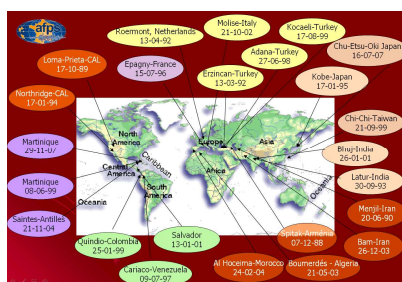 afp
Roermont, Netherlands
13-04-92
Molise-Italy
21-10-02
Kocaeli-Turkey
17-08-99
Chu-Etsu-Oki Japan
16-07-07
Loma-Prieta-CAL
17-10-89
Epagny-France
15-07-96
Adana-Turkey
27-06-98
Erzincan-Turkey
13-03-92
Kobe-Japan
17-01-95
Northridge-CAL
17-01-94
Chi-Chi-Taiwan
21-09-99
Martinique
29-11-07
Bhuj-India
26-01-01
Martinique
08-06-99
Latur-India
30-09-93
Saintes-Antilles
21-11-04
Menjil-Iran
20-06-90
Quindio-Colombia
25-01-99
Salvador
13-01-01
Spitak-Arménia
07-12-88
Bam-Iran
26-12-03
Cariaco-Venezuela
09-07-97
Al Hoceima-Morocco
24-02-04
Boumerdés - Algeria
21-05-03
North
America
Central
America
Caribbean
South
America
Oceania
Europe
Africa
Asia
Oceania